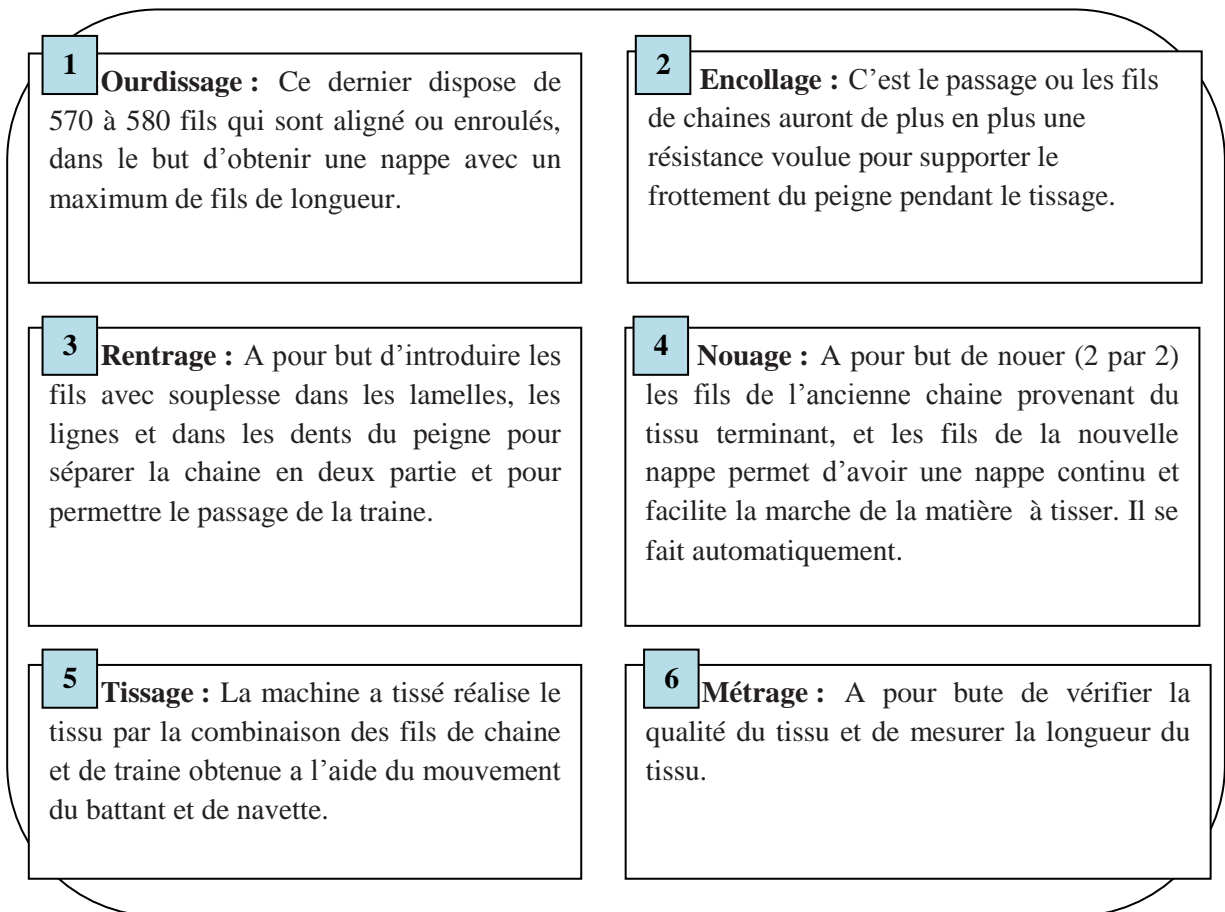 1
Ourdissage : Ce dernier dispose de
570 à 580 fils qui sont aligné ou enroulés,
dans le but d’obtenir une nappe avec un
maximum de fils de longueur.
2
Encollage : C’est le passage ou les fils
de chaines auront de plus en plus une
résistance voulue pour supporter le
frottement du peigne pendant le tissage.
3
Rentrage : A pour but d’introduire les
fils avec souplesse dans les lamelles, les
lignes et dans les dents du peigne pour
séparer la chaine en deux partie et pour
permettre le passage de la traine.
4
Nouage : A pour but de nouer (2 par 2)
les fils de l’ancienne chaine provenant du
tissu terminant, et les fils de la nouvelle
nappe permet d’avoir une nappe continu et
facilite la marche de la matière à tisser. Il se
fait automatiquement.
5
Tissage : La machine a tissé réalise le
tissu par la combinaison des fils de chaine
et de traine obtenue a l’aide du mouvement
du battant et de navette.
6
Métrage : A pour bute de vérifier la
qualité du tissu et de mesurer la longueur du
tissu.